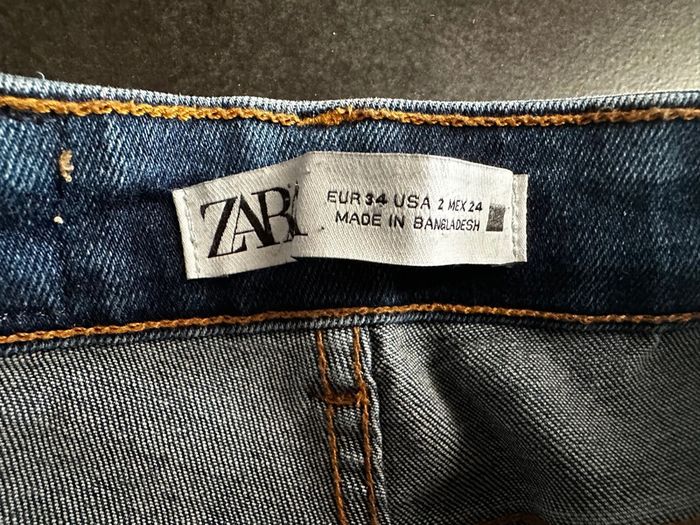 ZARA
EUR 34 USA 2 MEX 24
MADE IN BANGLADESH